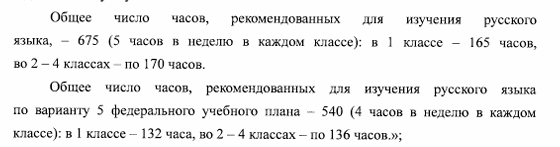 Общее число часов, рекомендованных для изучения русского
языка, – 675 (5 часов в неделю в каждом классе): в 1 классе – 165 часов,
во 2 – 4 классах – по 170 часов.
Общее число часов, рекомендованных для изучения русского языка
по варианту 5 федерального учебного плана – 540 (4 часов в неделю в каждом
классе): в 1 классе – 132 часа, во 2 – 4 классах – по 136 часов.»;